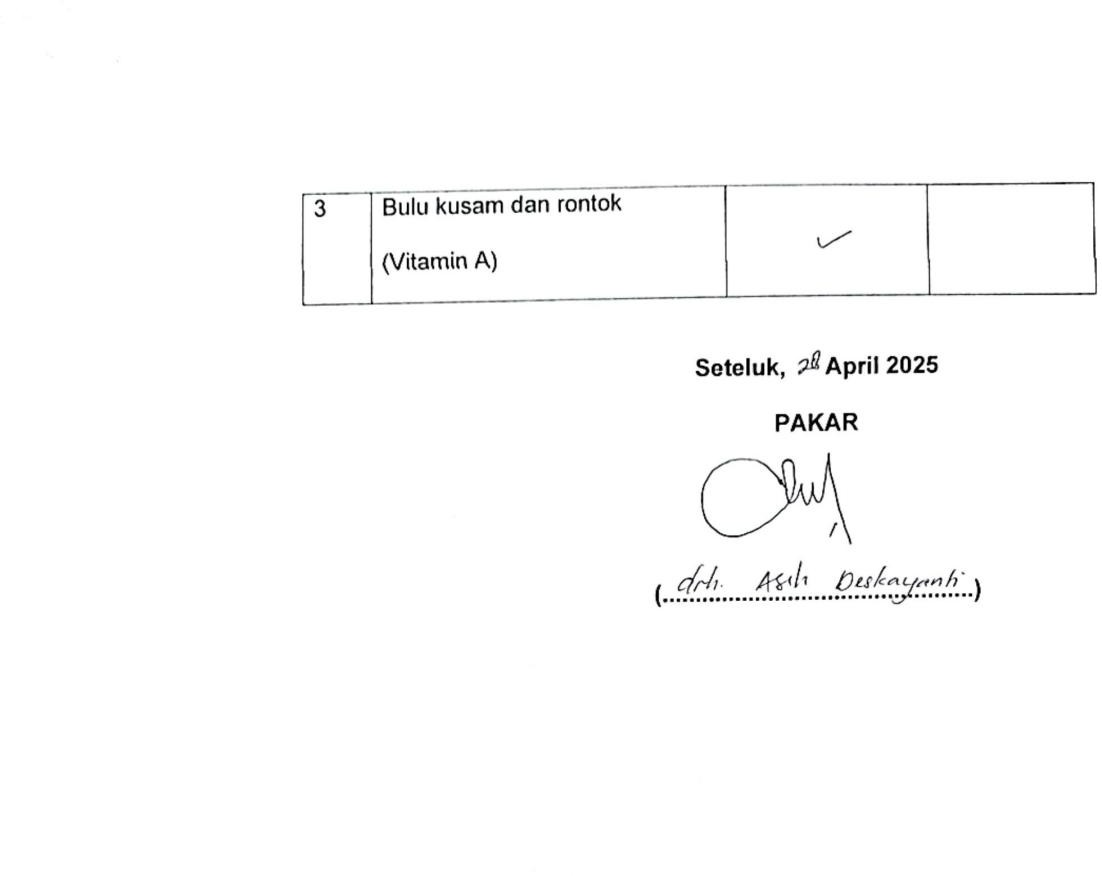 3 Bulu kusam dan rontok ✓
(Vitamin A)
Seteluk, 28 April 2025
PAKAR
(drh. Asih Deskayanti)